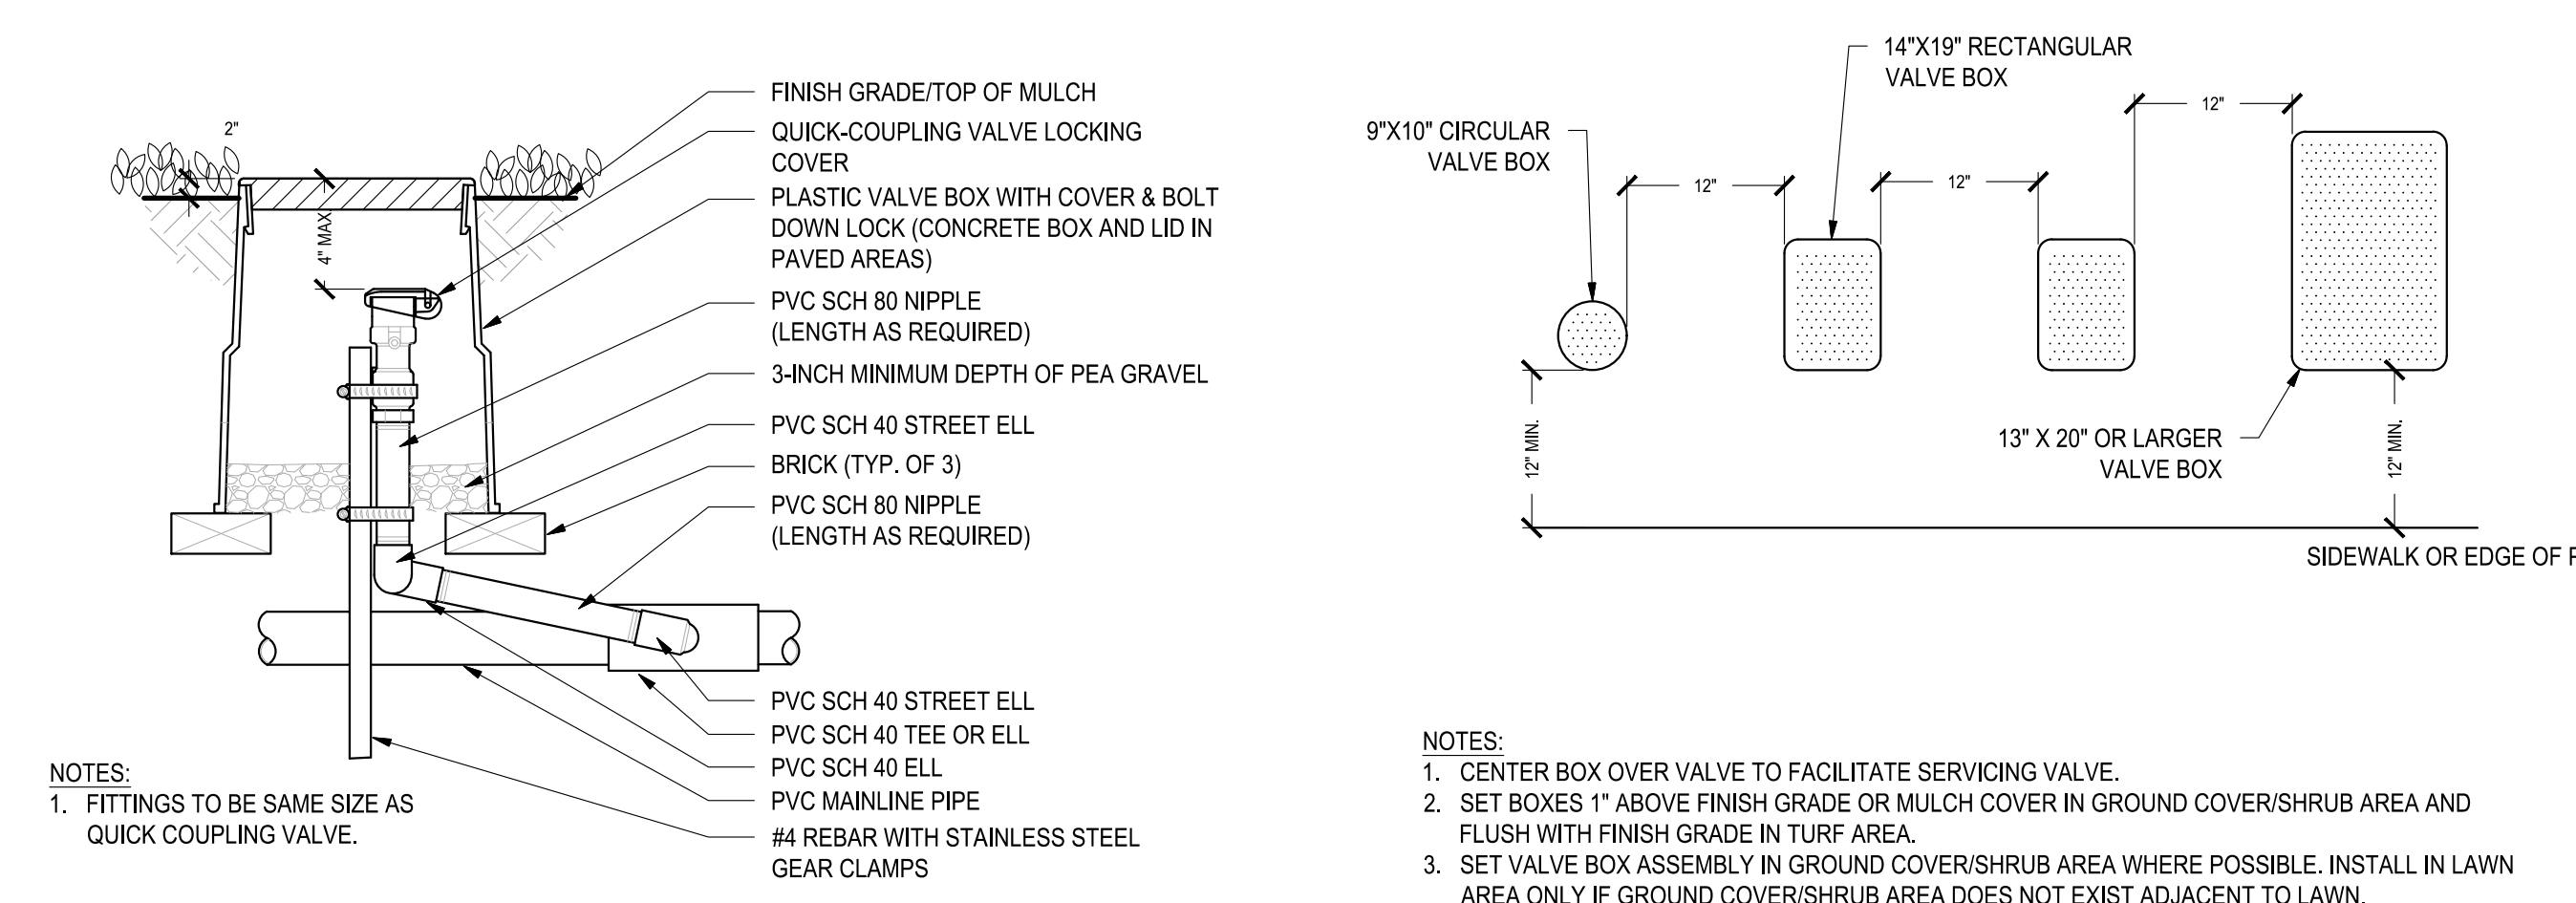 2"
4" MAX.
FINISH GRADE/TOP OF MULCH
QUICK-COUPLING VALVE LOCKING
COVER
PLASTIC VALVE BOX WITH COVER & BOLT
DOWN LOCK (CONCRETE BOX AND LID IN
PAVED AREAS)
PVC SCH 80 NIPPLE
(LENGTH AS REQUIRED)
3-INCH MINIMUM DEPTH OF PEA GRAVEL
PVC SCH 40 STREET ELL
BRICK (TYP. OF 3)
PVC SCH 80 NIPPLE
(LENGTH AS REQUIRED)
PVC SCH 40 STREET ELL
PVC SCH 40 TEE OR ELL
PVC SCH 40 ELL
PVC MAINLINE PIPE
#4 REBAR WITH STAINLESS STEEL
GEAR CLAMPS
NOTES:
1. FITTINGS TO BE SAME SIZE AS
QUICK COUPLING VALVE.
14"X19" RECTANGULAR
VALVE BOX
9"X10" CIRCULAR
VALVE BOX
12"
12"
12"
13" X 20" OR LARGER
VALVE BOX
12" MIN.
12" MIN.
SIDEWALK OR EDGE OF
NOTES:
1. CENTER BOX OVER VALVE TO FACILITATE SERVICING VALVE.
2. SET BOXES 1" ABOVE FINISH GRADE OR MULCH COVER IN GROUND COVER/SHRUB AREA AND
FLUSH WITH FINISH GRADE IN TURF AREA.
3. SET VALVE BOX ASSEMBLY IN GROUND COVER/SHRUB AREA WHERE POSSIBLE. INSTALL IN LAWN
AREA ONLY IF GROUND COVER/SHRUB AREA DOES NOT EXIST ADJACENT TO LAWN.